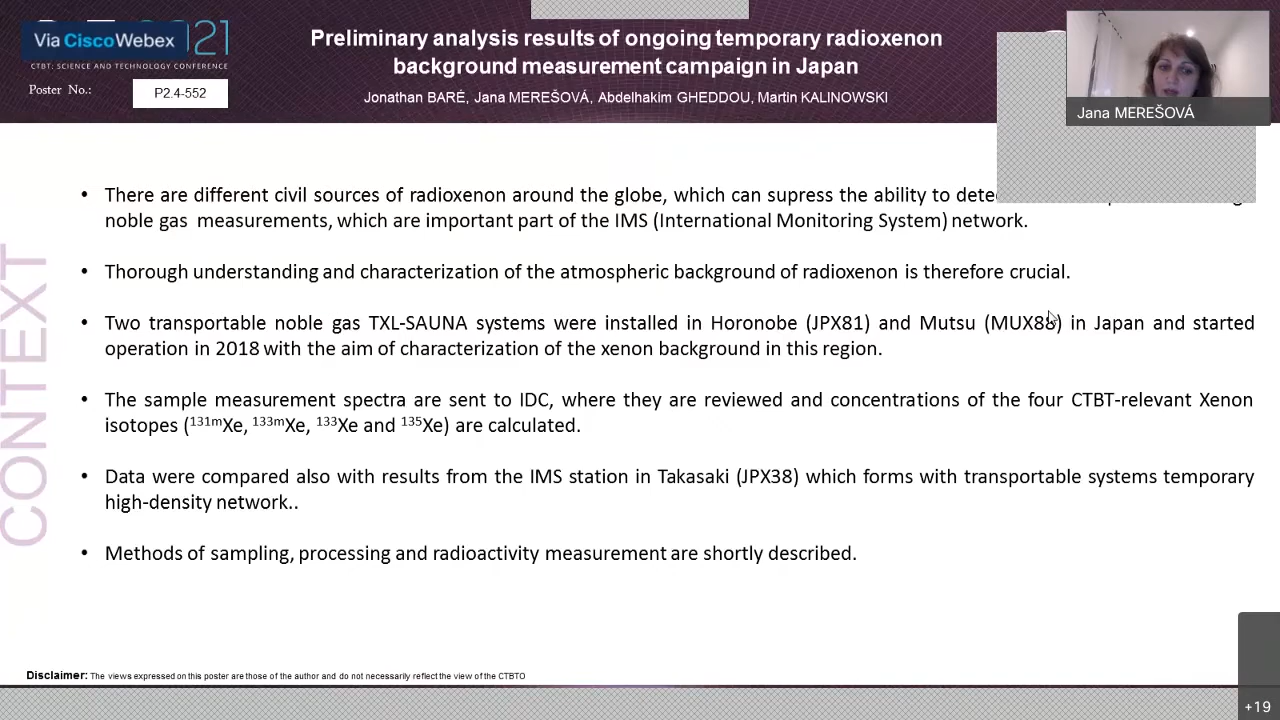 Via CiscoWebex
21
CTBT: SCIENCE AND TECHNOLOGY CONFERENCE
Poster No.:
P2.4-552
Preliminary analysis results of ongoing temporary radioxenon
background measurement campaign in Japan
Jonathan BARÉ, Jana MEREŠOVÁ, Abdelhakim GHEDDOU, Martin KALINOWSKI
Jana MEREŠOVÁ
CONTEXT
• There are different civil sources of radioxenon around the globe, which can supress the ability to
noble gas measurements, which are important part of the IMS (International Monitoring System) network.
• Thorough understanding and characterization of the atmospheric background of radioxenon is therefore crucial.
• Two transportable noble gas TXL-SAUNA systems were installed in Horonobe (JPX81) and Mutsu (MUX88) in Japan and started
operation in 2018 with the aim of characterization of the xenon background in this region.
• The sample measurement spectra are sent to IDC, where they are reviewed and concentrations of the four CTBT-relevant Xenon
isotopes (¹³¹ᵐXe, ¹³³ᵐXe, ¹³³Xe and ¹³⁵Xe) are calculated.
• Data were compared also with results from the IMS station in Takasaki (JPX38) which forms with transportable systems temporary
high-density network..
• Methods of sampling, processing and radioactivity measurement are shortly described.
Disclaimer: The views expressed on this poster are those of the author and do not necessarily reflect the view of the CTBTO
+19